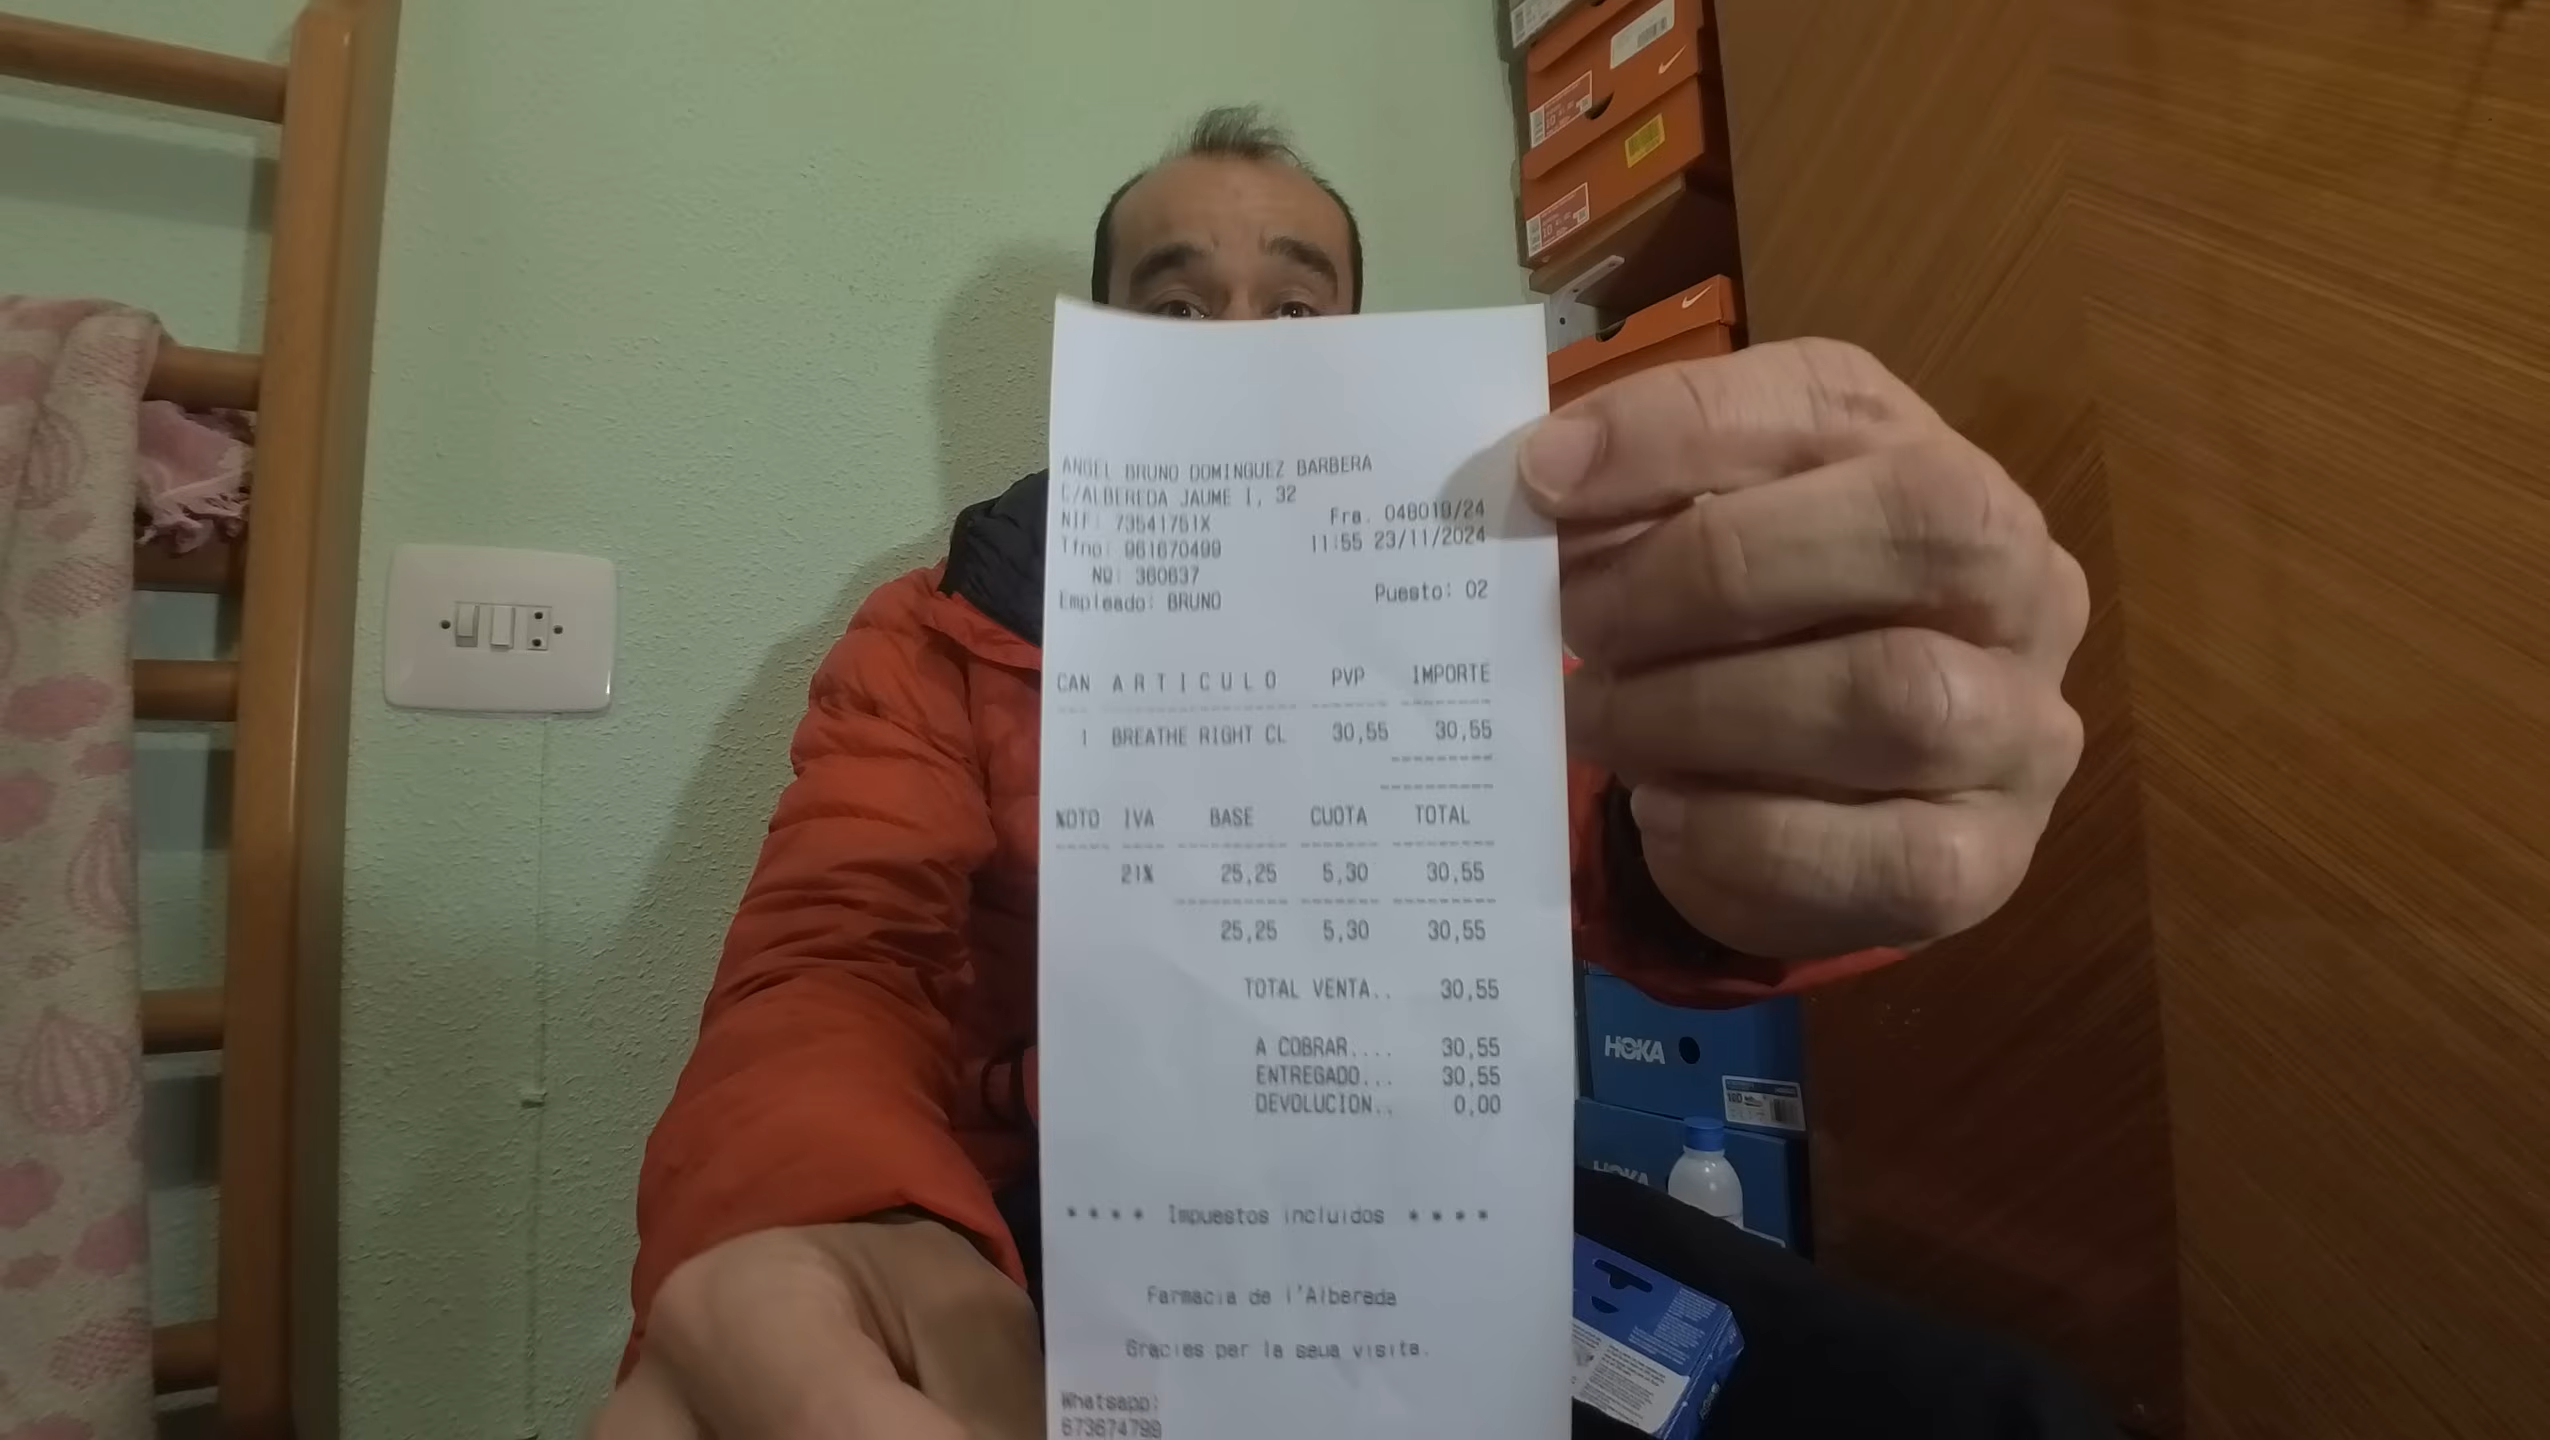 ANGEL BRUNO DOMINGUEZ BARBERA
C/ALBEREDA JAUME I, 32
NIF: 73541751X Fra. 048019/24
Tfno: 961670499 11:55 23/11/2024
NQ: 360637
Empleado: BRUNO Puesto: 02
CAN ARTICULO PVP IMPORTE
1 BREATHE RIGHT CL 30,55 30,55
%DTO IVA BASE CUOTA TOTAL
21% 25,25 5,30 30,55
25,25 5,30 30,55
TOTAL VENTA.. 30,55
A COBRAR.... 30,55
ENTREGADO... 30,55
DEVOLUCION.. 0,00
**** Impuestos incluidos ****
Farmacia de l'Albereda
Gracies per la seua visita.
Whatsapp:
673674799
HOKA
HOKA